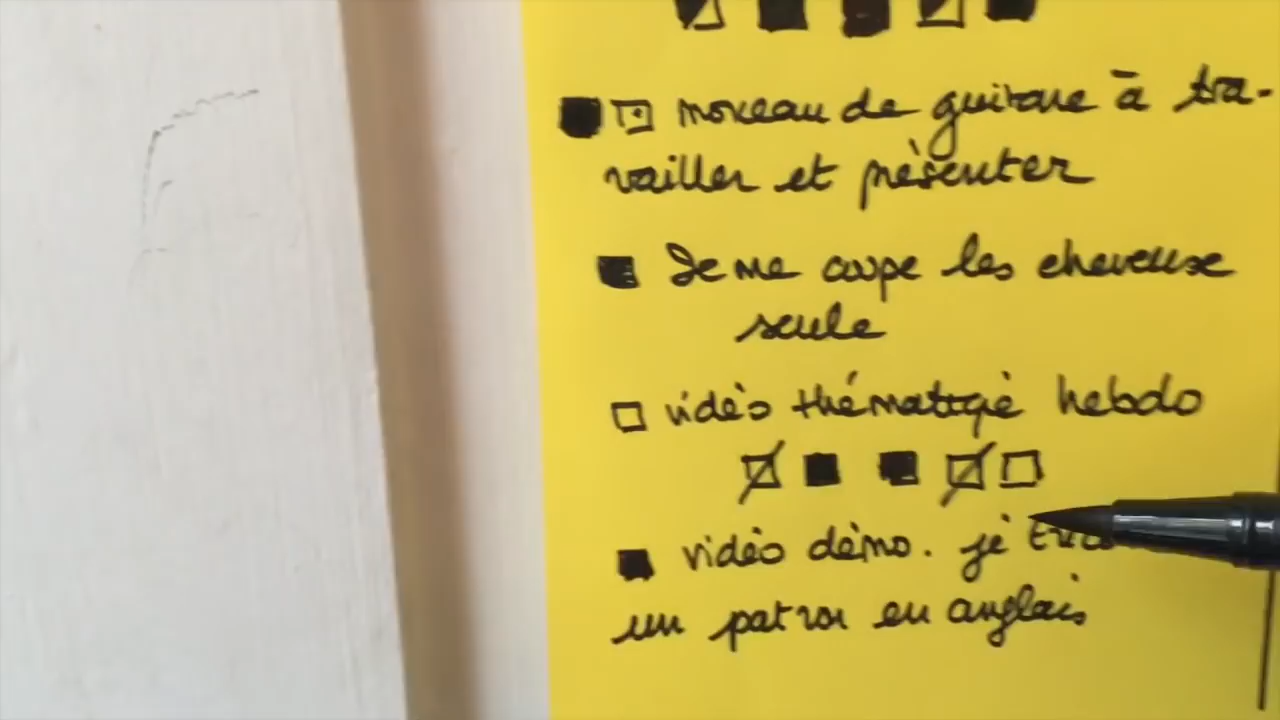 morceau de guitare à tra-
vailler et présenter
Je me coupe les cheveux
seule
vidéo thématique hebdo
vidéo démo. je
un patron en anglais